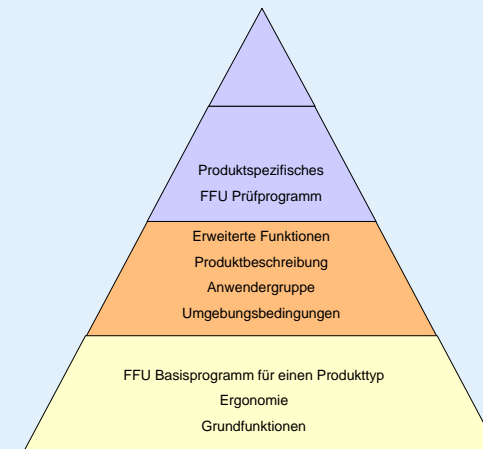 Produktspezifisches
FFU Prüfprogramm
Erweiterte Funktionen
Produktbeschreibung
Anwendergruppe
Umgebungsbedingungen
FFU Basisprogramm für einen Produkttyp
Ergonomie
Grundfunktionen